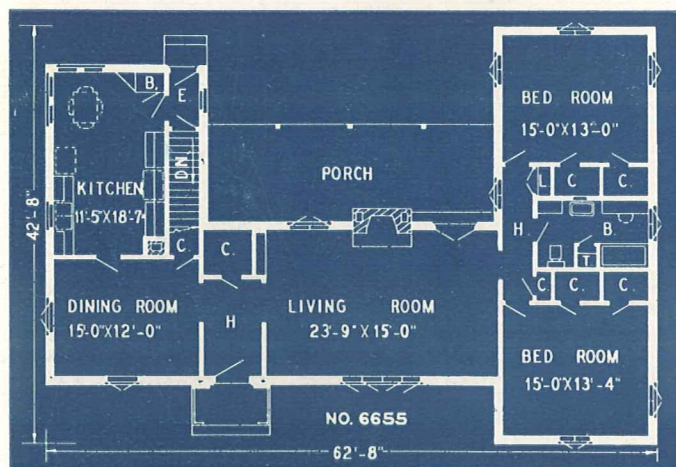 BED ROOM
15'-0"X13'-0"
B.
E.
DN
KITCHEN
11'-5"X18'-7"
PORCH
L
C.
C.
H.
B.
T
C.
C.
C.
C.
C.
42'-8"
DINING ROOM
15'-0"X12'-0"
H
LIVING ROOM
23'-9"X15'-0"
BED ROOM
15'-0"X13'-4"
NO. 6655
62'-8"